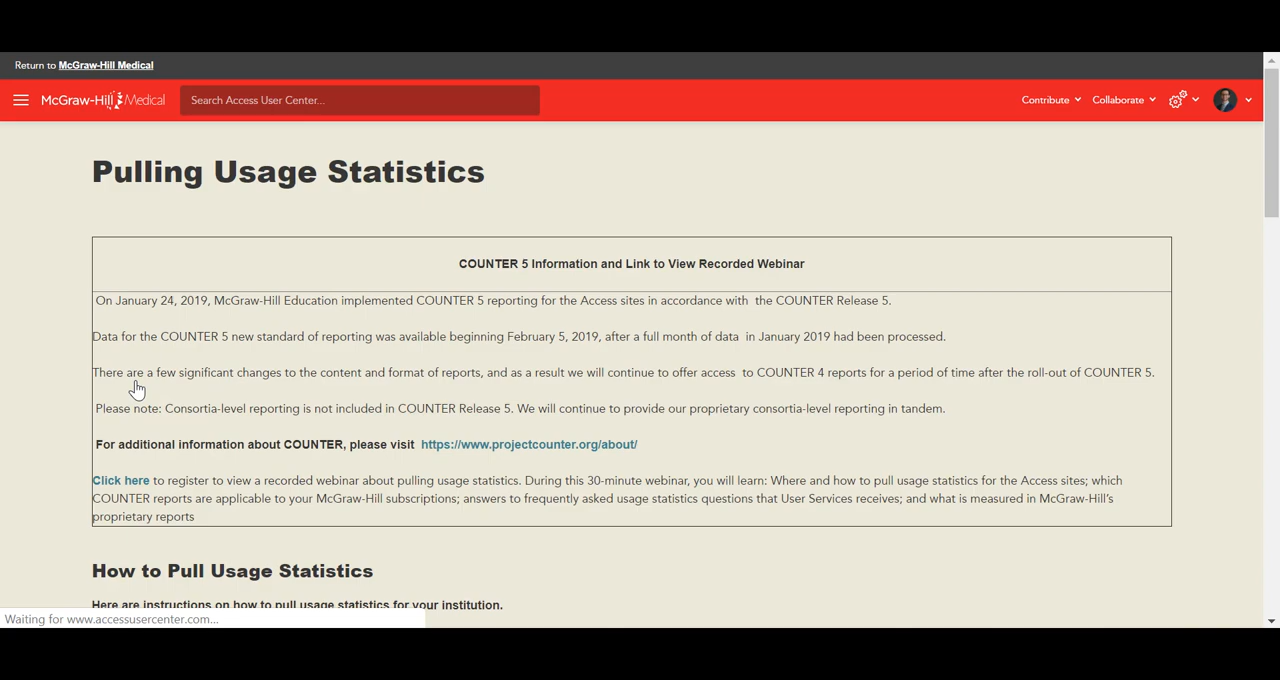 Return to McGraw-Hill Medical
McGraw-Hill Medical
Search Access User Center...
Contribute
Collaborate
Pulling Usage Statistics
COUNTER 5 Information and Link to View Recorded Webinar
On January 24, 2019, McGraw-Hill Education implemented COUNTER 5 reporting for the Access sites in accordance with the COUNTER Release 5.
Data for the COUNTER 5 new standard of reporting was available beginning February 5, 2019, after a full month of data in January 2019 had been processed.
There are a few significant changes to the content and format of reports, and as a result we will continue to offer access to COUNTER 4 reports for a period of time after the roll-out of COUNTER 5.
Please note: Consortia-level reporting is not included in COUNTER Release 5. We will continue to provide our proprietary consortia-level reporting in tandem.
For additional information about COUNTER, please visit https://www.projectcounter.org/about/
Click here to register to view a recorded webinar about pulling usage statistics. During this 30-minute webinar, you will learn: Where and how to pull usage statistics for the Access sites; which
COUNTER reports are applicable to your McGraw-Hill subscriptions; answers to frequently asked usage statistics questions that User Services receives; and what is measured in McGraw-Hill's
proprietary reports
How to Pull Usage Statistics
Here are instructions on how to pull usage statistics for your institution.
Waiting for www.accessusercenter.com...